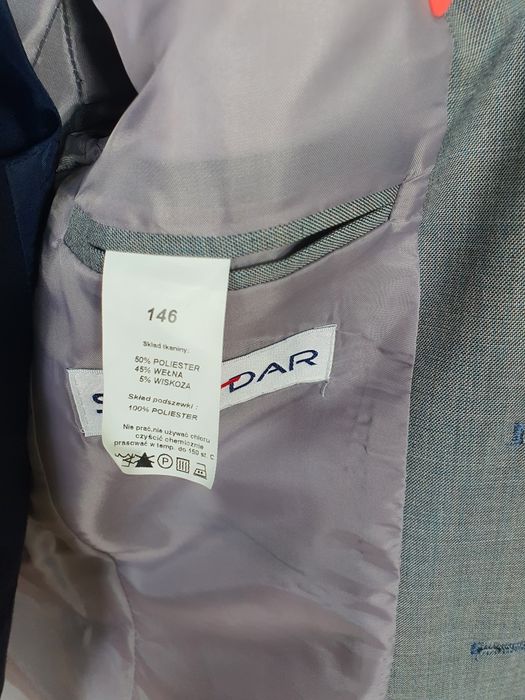 146
Skład tkaniny:
50% POLIESTER
45% WEŁNA
5% WISKOZA
Skład podszewki :
100% POLIESTER
Nie prać,nie używać chloru
czyścić chemicznie
prasować w temp. do 150 st. C
P
DAR